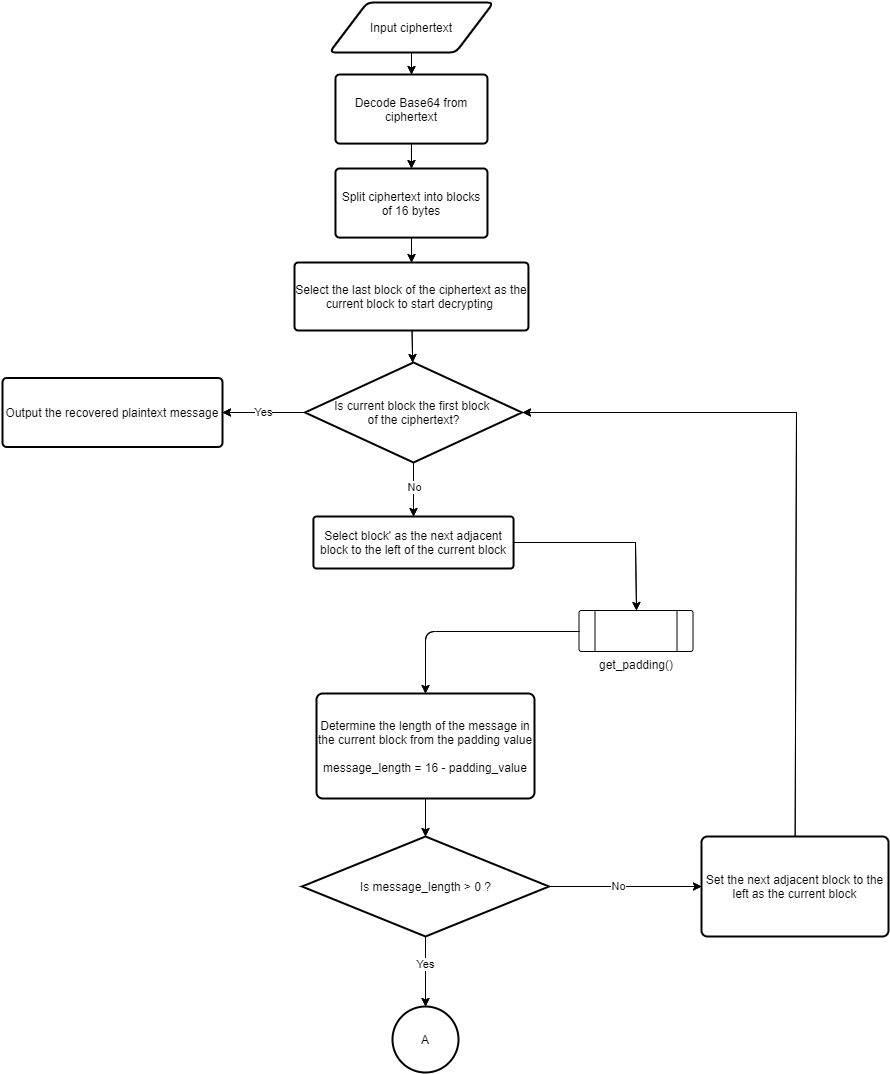 Input ciphertext
Decode Base64 from
ciphertext
Split ciphertext into blocks
of 16 bytes
Select the last block of the ciphertext as the
current block to start decrypting
Is current block the first block
of the ciphertext?
Yes
Output the recovered plaintext message
No
Select block' as the next adjacent
block to the left of the current block
get_padding()
Determine the length of the message in
the current block from the padding value
message_length = 16 - padding_value
Is message_length > 0 ?
No
Set the next adjacent block to the
left as the current block
Yes
A